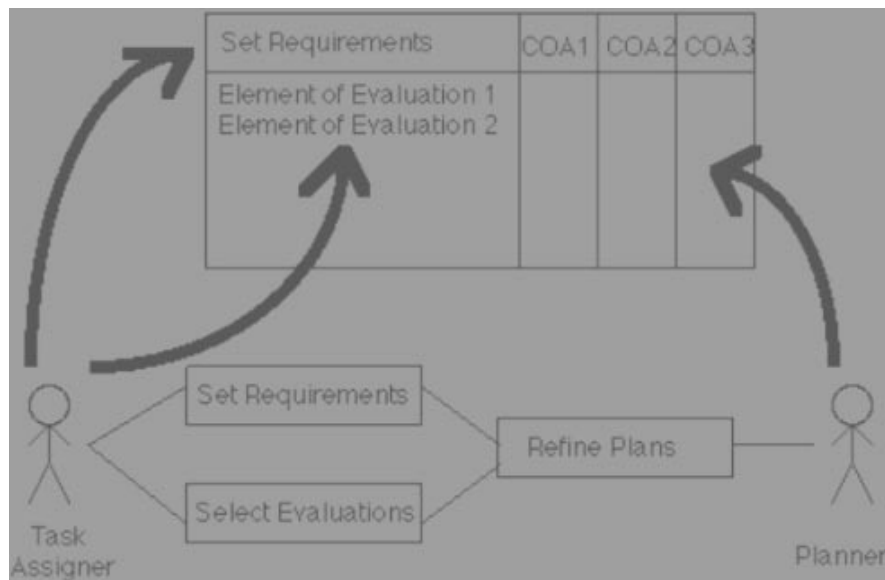 Set Requirements COA1 COA2 COA3
Element of Evaluation 1
Element of Evaluation 2
Set Requirements
Refine Plans
Select Evaluations
Task
Assigner
Planner